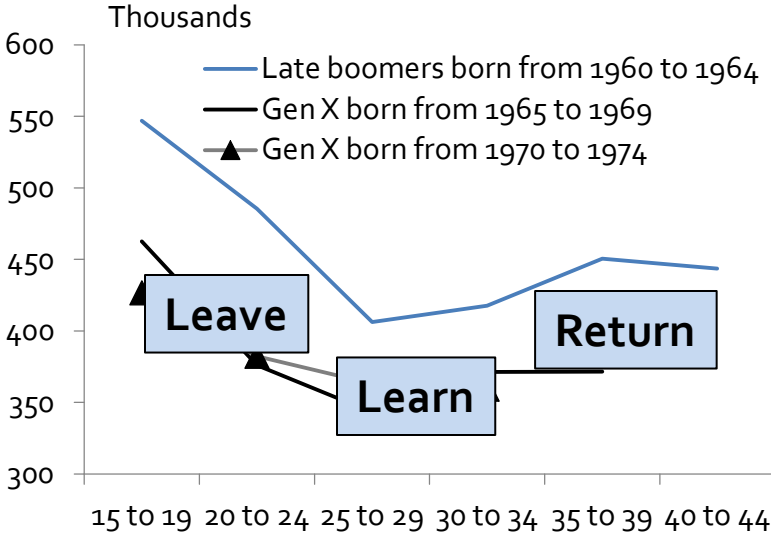 Thousands
600
Late boomers born from 1960 to 1964
Gen X born from 1965 to 1969
550
Gen X born from 1970 to 1974
500
450
Leave
Return
400
Learn
350
300
15 to 19 20 to 24 25 to 29 30 to 34 35 to 39 40 to 44